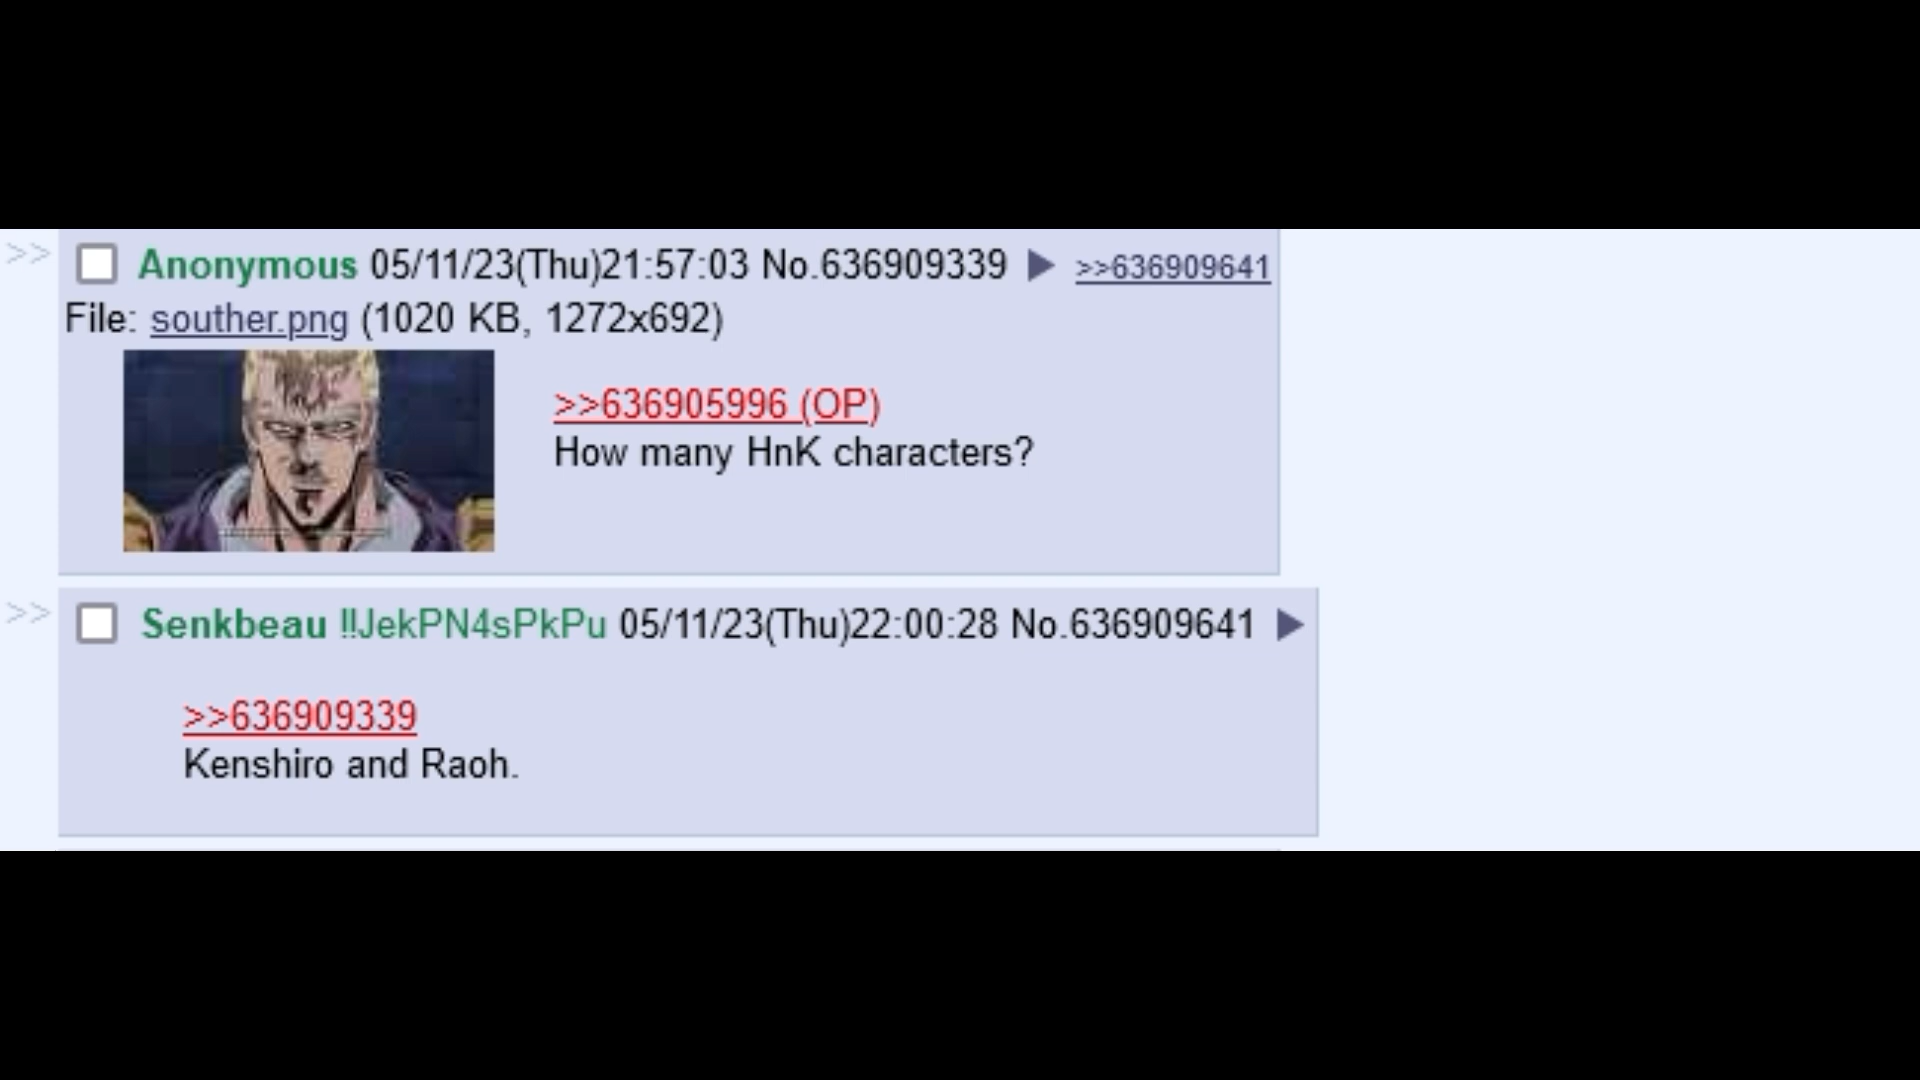 >> Anonymous 05/11/23(Thu)21:57:03 No.636909339 ▶ >>636909641
File: souther.png (1020 KB, 1272x692)
>>636905996 (OP)
How many HnK characters?
>> Senkbeau !!JekPN4sPkPu 05/11/23(Thu)22:00:28 No.636909641 ▶
>>636909339
Kenshiro and Raoh.